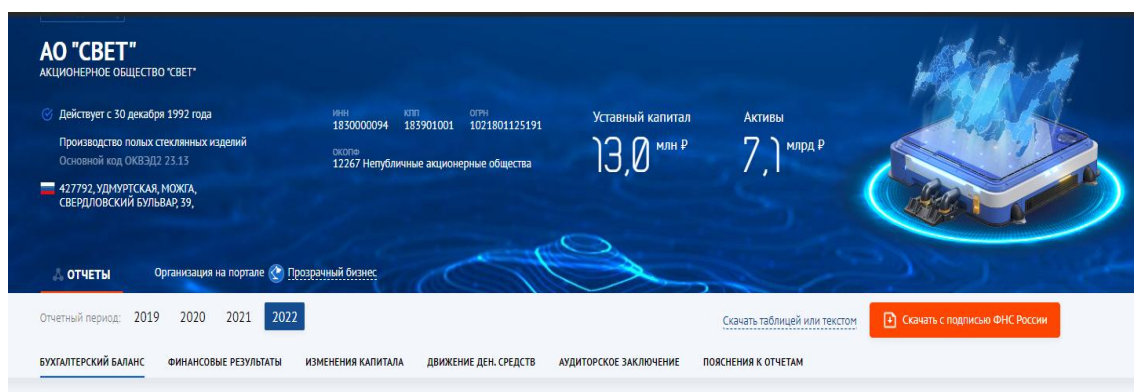 АО "СВЕТ"
АКЦИОНЕРНОЕ ОБЩЕСТВО "СВЕТ"
Действует с 30 декабря 1992 года
Производство полых стеклянных изделий
Основной код ОКВЭД2 23.13
427792, УДМУРТСКАЯ, МОЖГА,
СВЕРДЛОВСКИЙ БУЛЬВАР, 39,
ИНН КПП ОГРН
1830000094 183901001 1021801125191
ОКОПФ
12267 Непубличные акционерные общества
Уставный капитал
13,0 млн ₽
Активы
7,1 млрд ₽
ОТЧЕТЫ Организация на портале Прозрачный бизнес
Отчетный период: 2019 2020 2021 2022 Скачать таблицей или текстом Скачать с подписью ФНС России
БУХГАЛТЕРСКИЙ БАЛАНС ФИНАНСОВЫЕ РЕЗУЛЬТАТЫ ИЗМЕНЕНИЯ КАПИТАЛА ДВИЖЕНИЕ ДЕН. СРЕДСТВ АУДИТОРСКОЕ ЗАКЛЮЧЕНИЕ ПОЯСНЕНИЯ К ОТЧЕТАМ